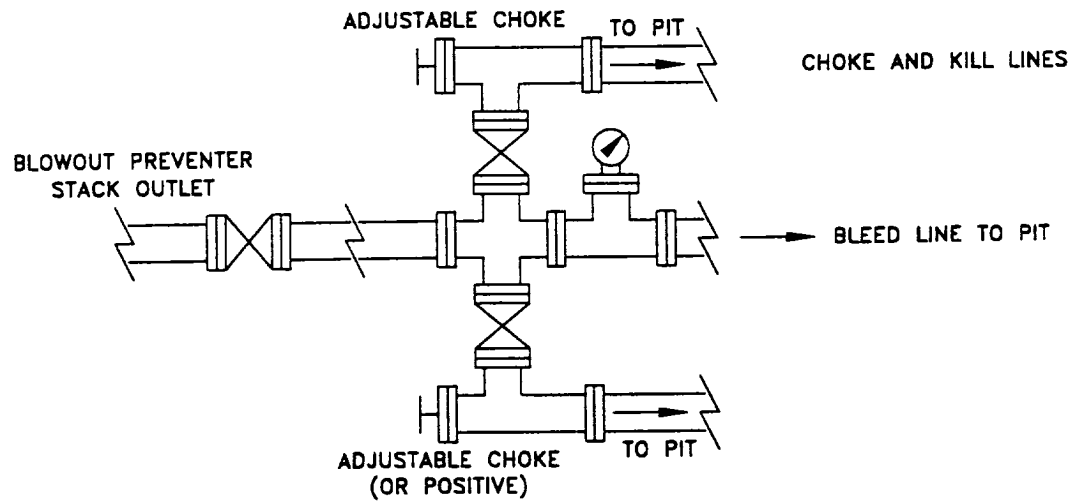 ADJUSTABLE CHOKE
TO PIT
CHOKE AND KILL LINES
BLOWOUT PREVENTER
STACK OUTLET
BLEED LINE TO PIT
ADJUSTABLE CHOKE
(OR POSITIVE)
TO PIT